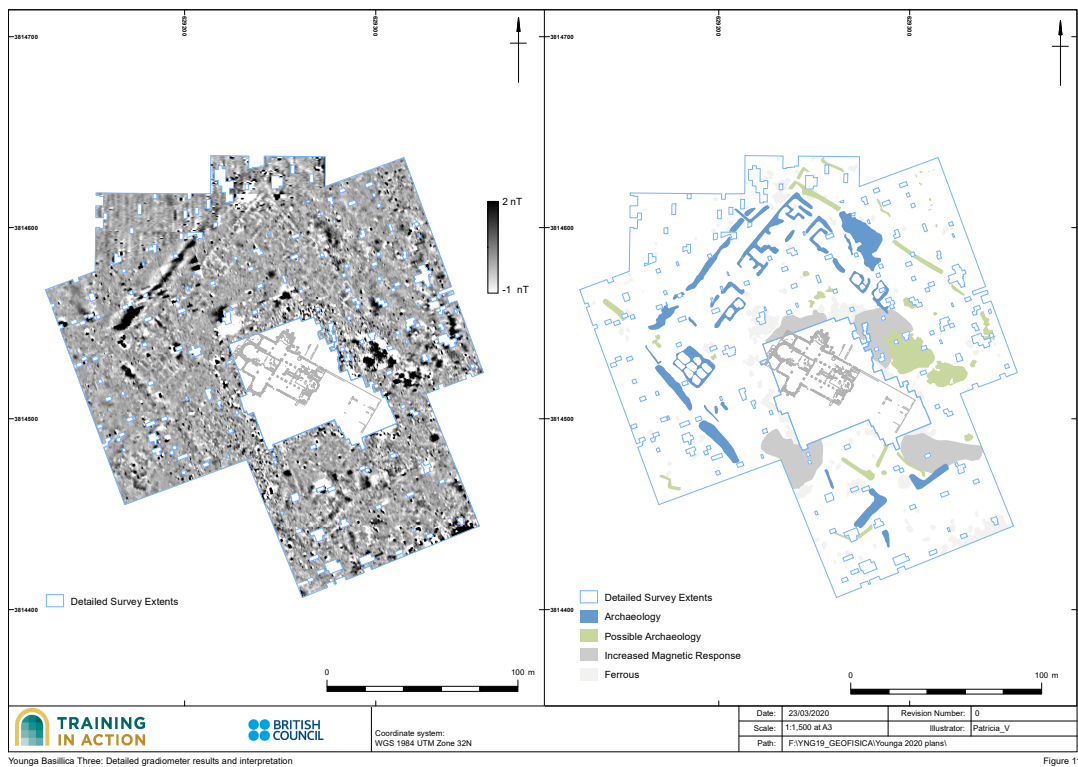 629200
629300
629200
629300
3814700
3814700
3814600
3814600
2 nT
-1 nT
3814500
3814500
3814400
3814400
Detailed Survey Extents
Detailed Survey Extents
Archaeology
Possible Archaeology
Increased Magnetic Response
Ferrous
0 100 m
0 100 m
TRAINING
IN ACTION
BRITISH
COUNCIL
Coordinate system:
WGS 1984 UTM Zone 32N
Date: 23/03/2020 Revision Number: 0
Scale: 1:1,500 at A3 Illustrator: Patricia_V
Path: F:\YNG19_GEOFISICA\Younga 2020 plans\
Younga Basillica Three: Detailed gradiometer results and interpretation
Figure